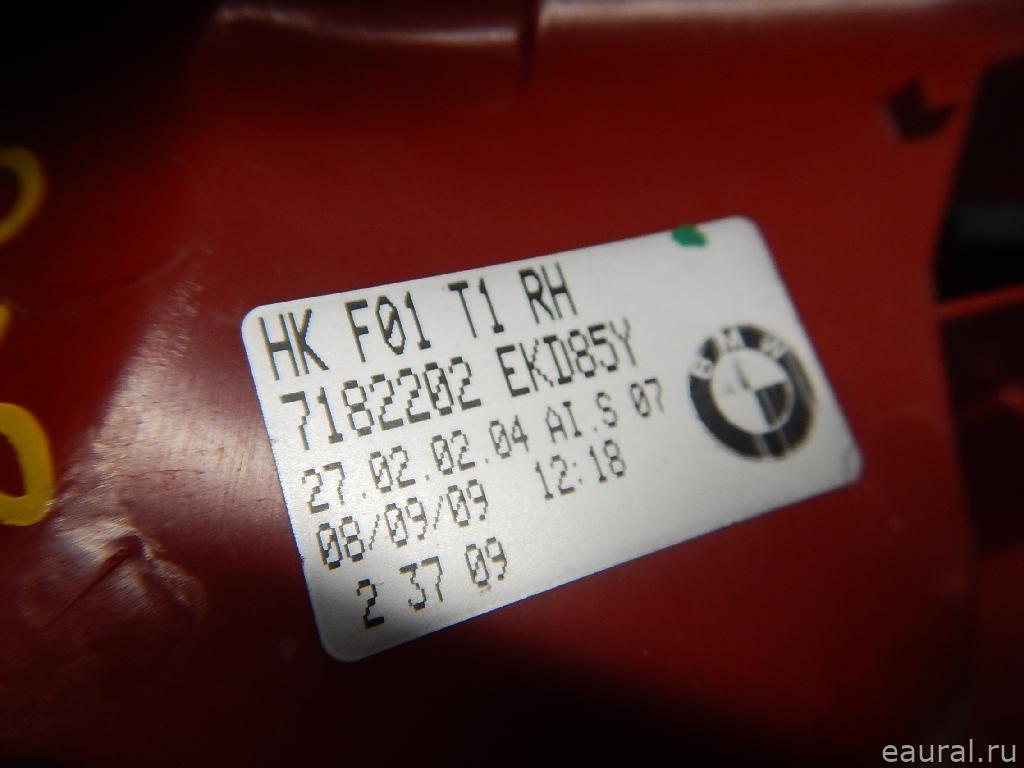 HK F01 T1 RH
7182202 EKD85Y
27.02.02.04 AI.S 07
08/09/09 12:18
2 37 09
BMW
eaural.ru